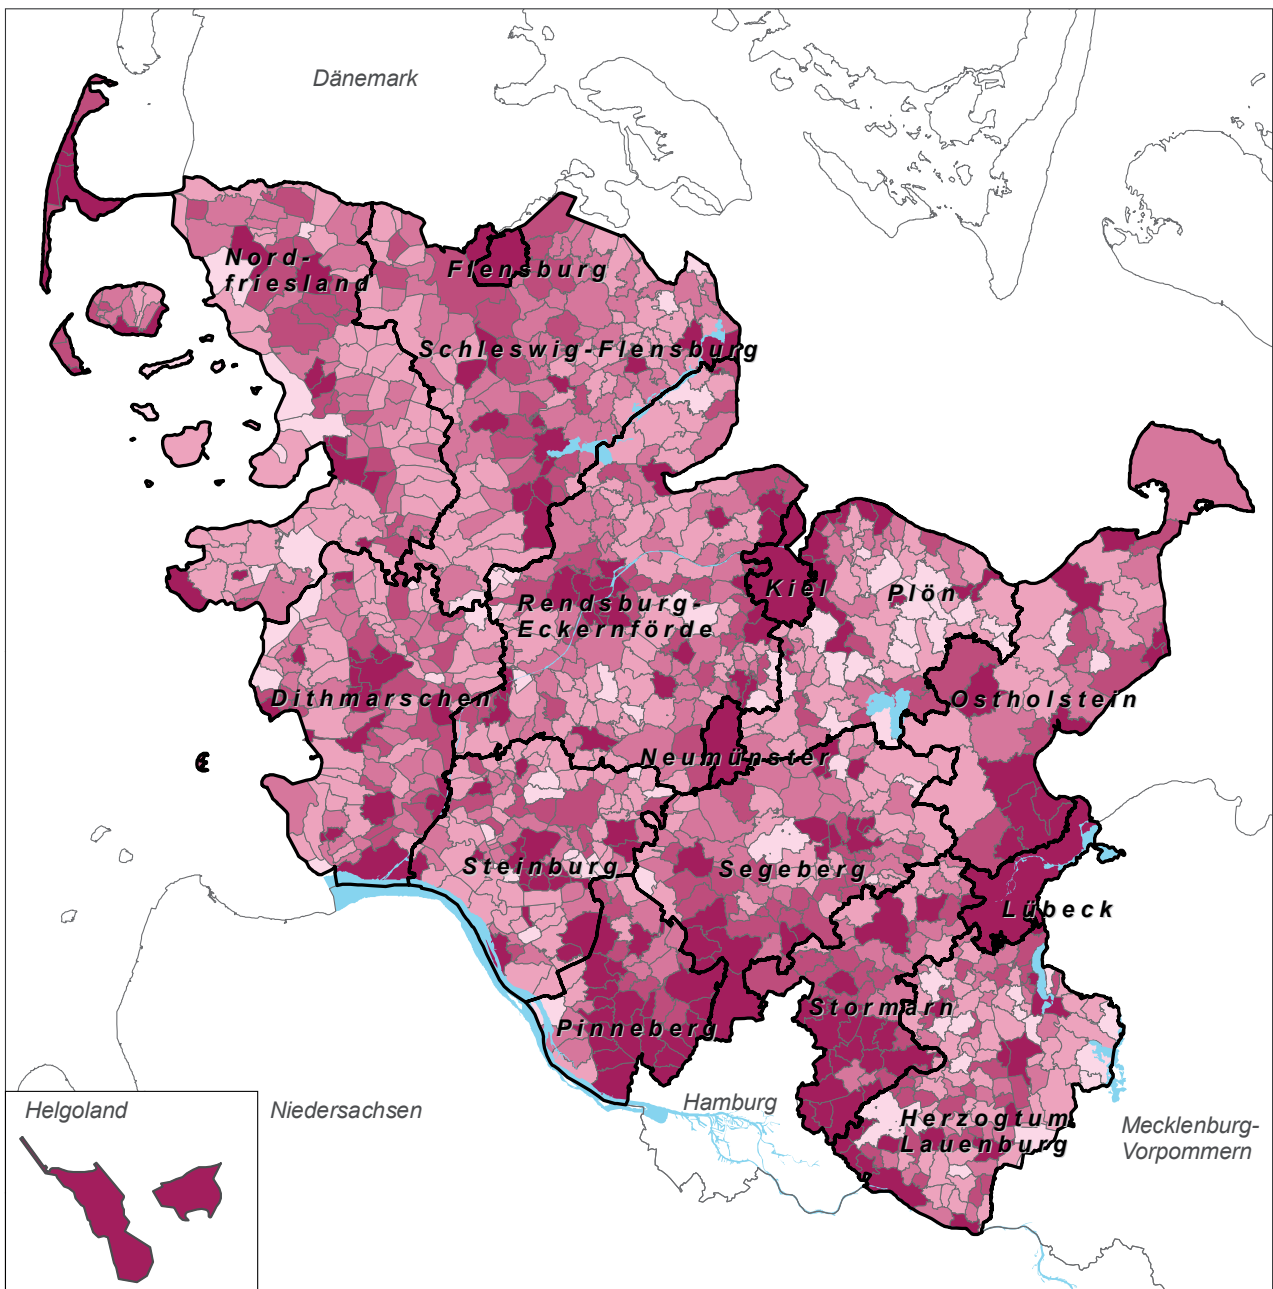 Dänemark
Nord-
friesland
Flensburg
Schleswig-Flensburg
Kiel
Plön
Rendsburg-
Eckernförde
Dithmarschen
Ostholstein
Neumünster
Steinburg
Segeberg
Lübeck
Stormarn
Pinneberg
Helgoland
Niedersachsen
Hamburg
Herzogtum
Lauenburg
Mecklenburg-
Vorpommern